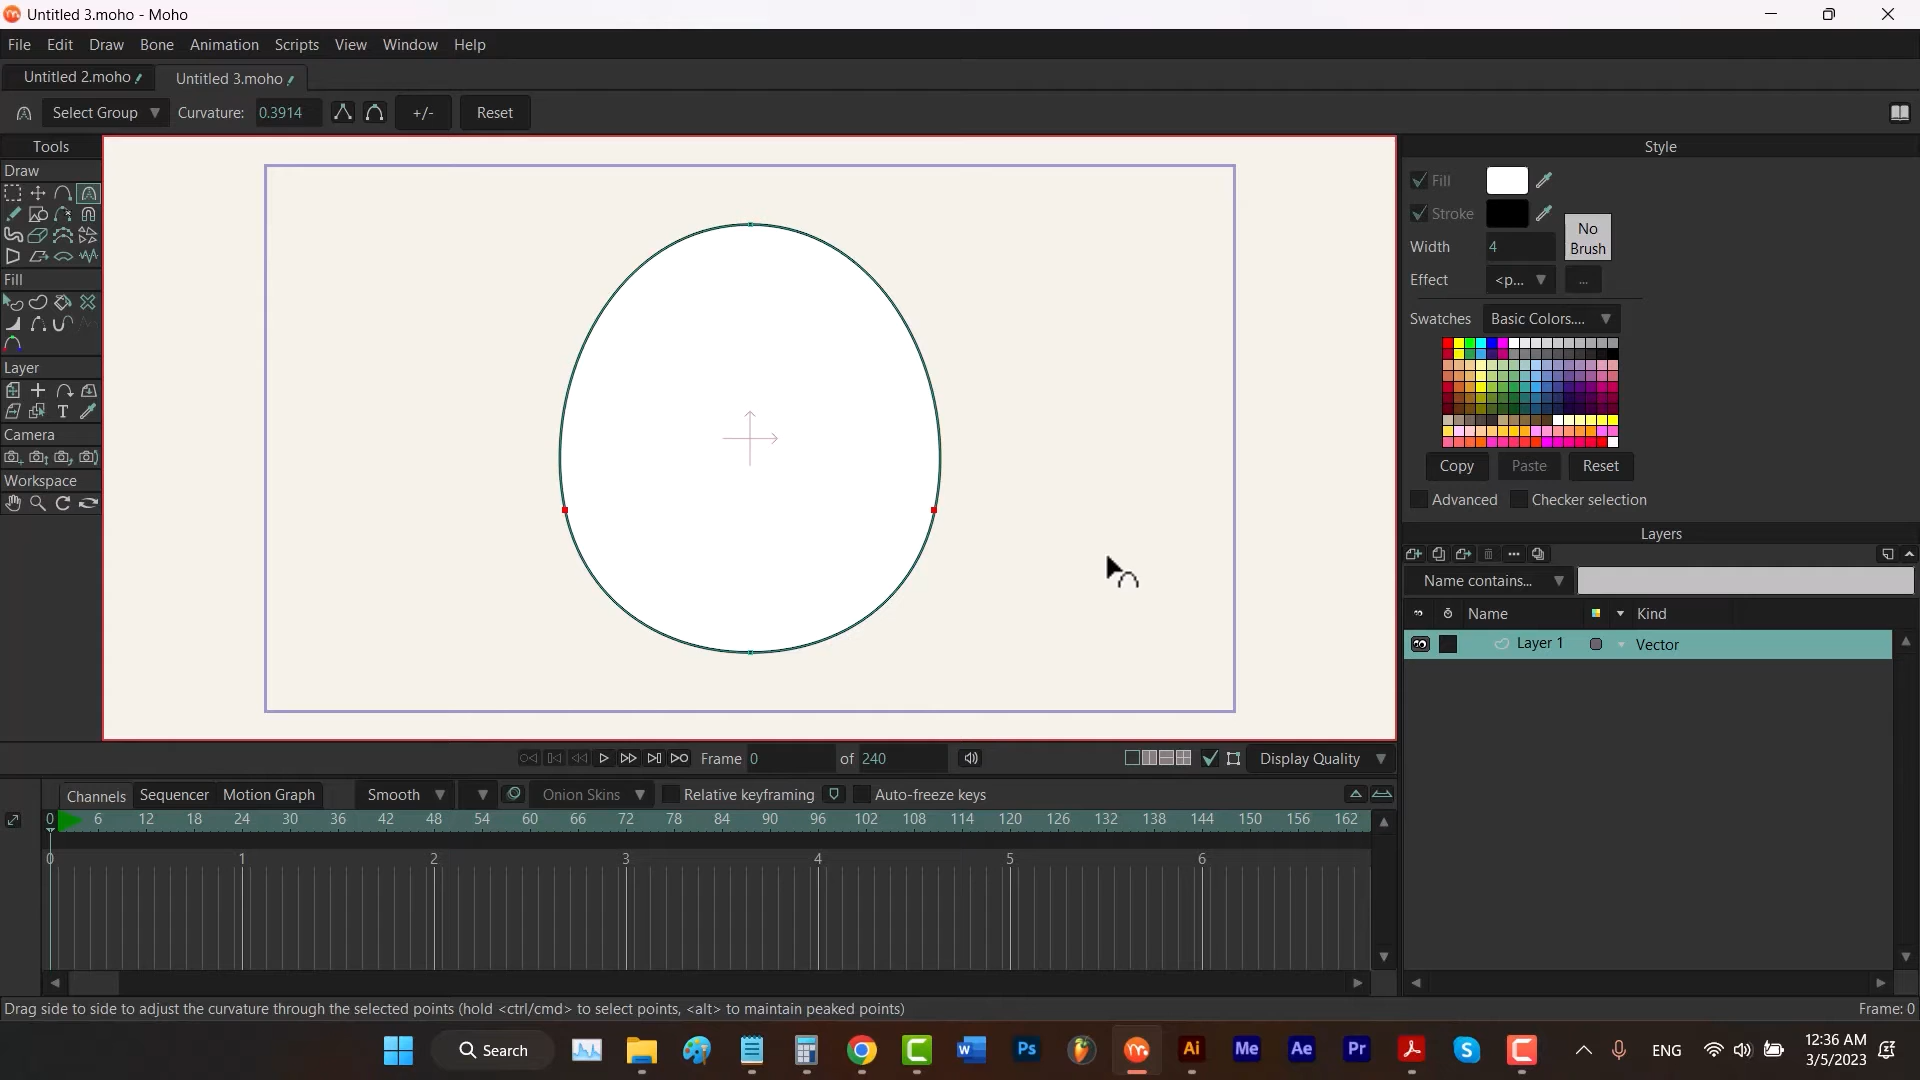 Untitled 3.moho - Moho
File Edit Draw Bone Animation Scripts View Window Help
Untitled 2.moho Untitled 3.moho
Select Group Curvature: 0.3914 +/- Reset
Tools
Draw
Fill
Layer
T
Camera
Workspace
Style
Fill
Stroke
No
Brush
Width 4
Effect <p... ...
Swatches Basic Colors....
Copy Paste Reset
Advanced Checker selection
Layers
Name contains...
Name Kind
Layer 1 Vector
Frame 0 of 240 Display Quality
Channels Sequencer Motion Graph Smooth Onion Skins Relative keyframing Auto-freeze keys
0 6 12 18 24 30 36 42 48 54 60 66 72 78 84 90 96 102 108 114 120 126 132 138 144 150 156 162
0 1 2 3 4 5 6
Drag side to side to adjust the curvature through the selected points (hold <ctrl/cmd> to select points, <alt> to maintain peaked points) Frame: 0
Search W Ps Ai Me Ae Pr S C ENG 12:36 AM
3/5/2023